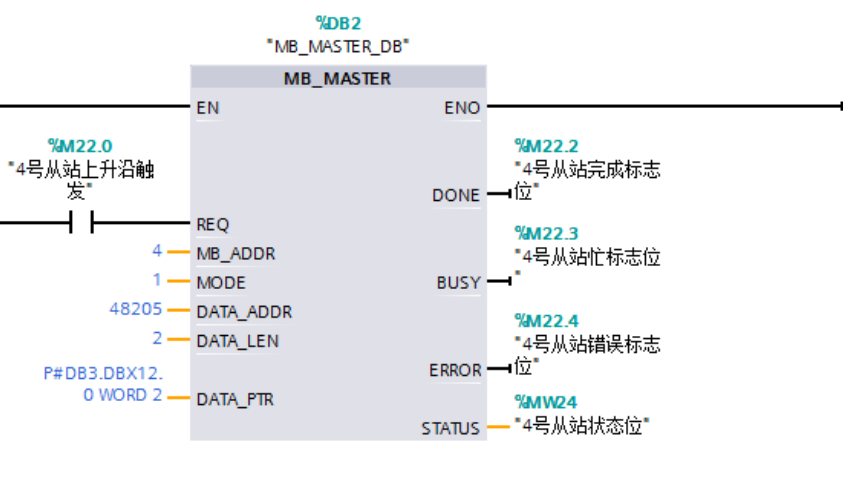 %DB2
"MB_MASTER_DB"
MB_MASTER
EN
ENO
%M22.0
"4号从站上升沿触
发"
REQ
%M22.2
"4号从站完成标志
位"
DONE
4
MB_ADDR
1
MODE
%M22.3
"4号从站忙标志位
"
BUSY
48205
DATA_ADDR
2
DATA_LEN
%M22.4
"4号从站错误标志
位"
ERROR
P#DB3.DBX12.
0 WORD 2
DATA_PTR
%MW24
"4号从站状态位"
STATUS